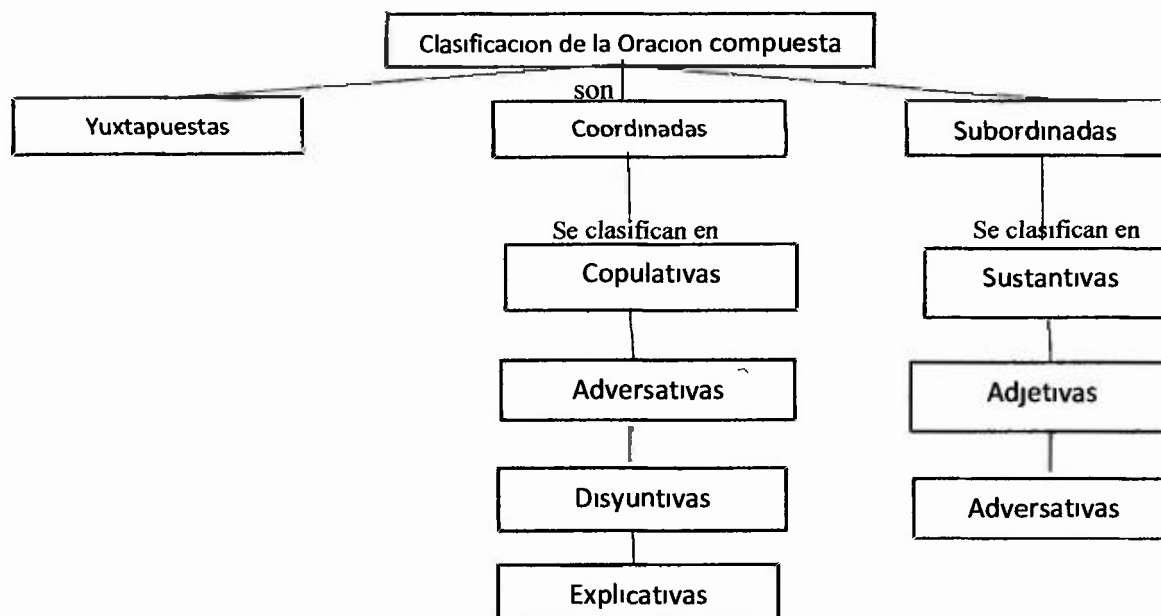 Clasificacion de la Oracion compuesta
son
Yuxtapuestas
Coordinadas
Subordinadas
Se clasifican en
Se clasifican en
Copulativas
Sustantivas
Adversativas
Adjetivas
Disyuntivas
Adversativas
Explicativas